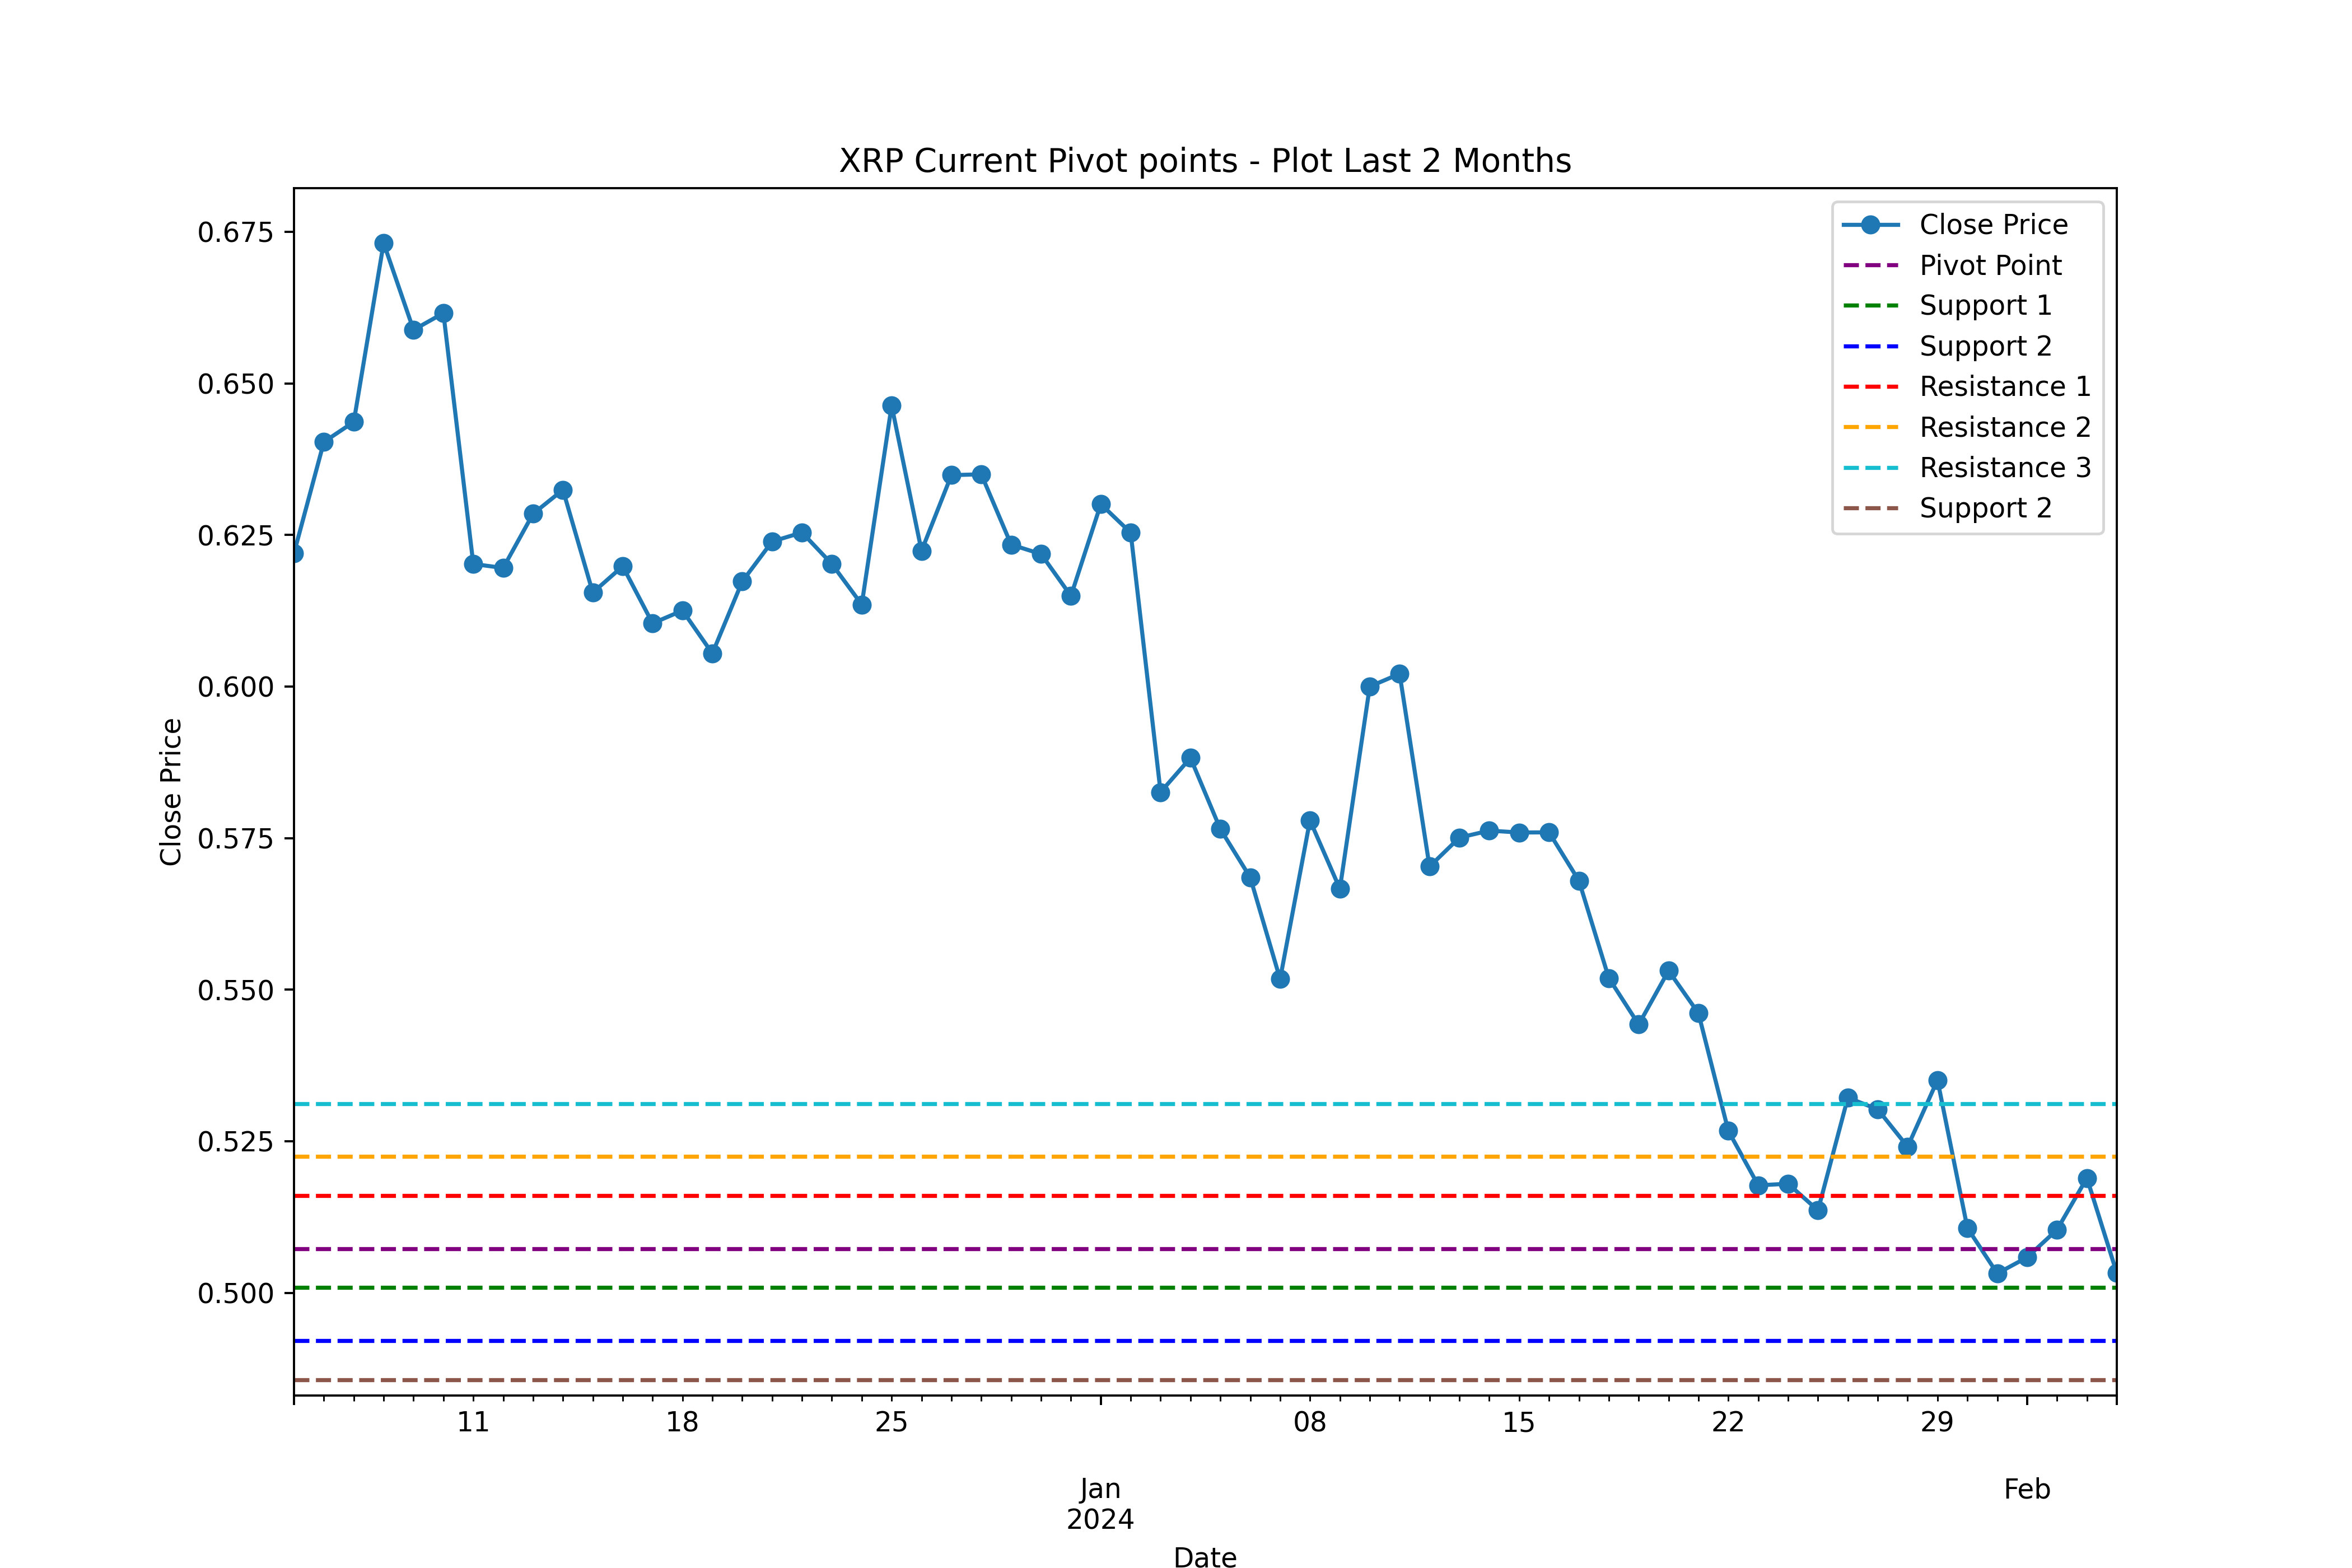 XRP Current Pivot points - Plot Last 2 Months
Close Price
0.675
0.650
0.625
0.600
0.575
0.550
0.525
0.500
Close Price
Pivot Point
Support 1
Support 2
Resistance 1
Resistance 2
Resistance 3
Support 2
11
18
25
08
15
22
29
Jan
2024
Feb
Date